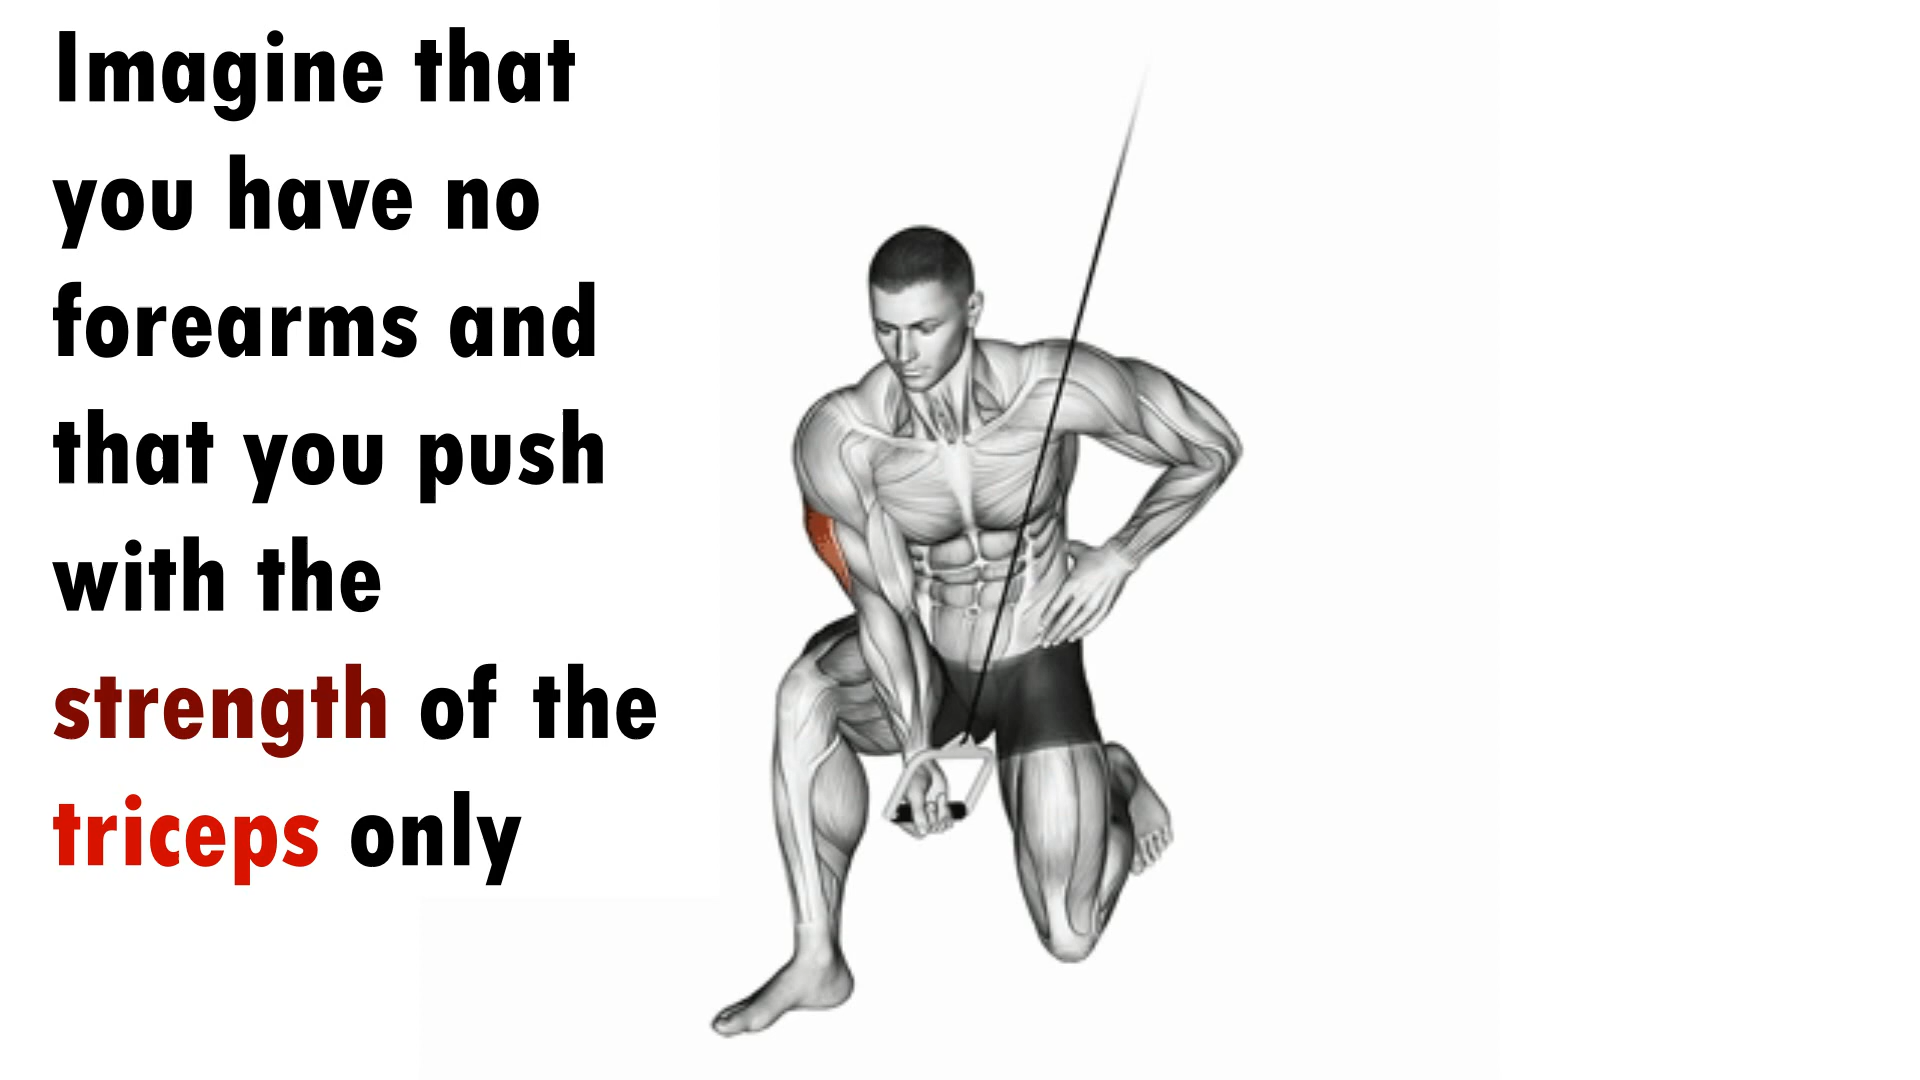 Imagine that
you have no
forearms and
that you push
with the
strength of the
triceps only